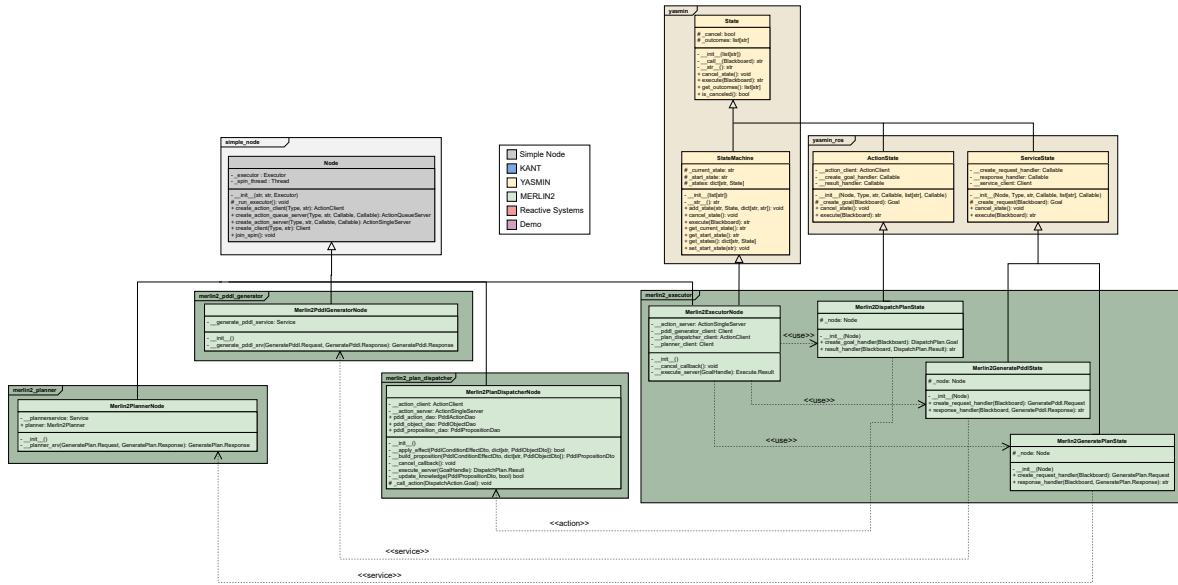 yasmin
State
# _cancel: bool
# _outcomes: list[str]
- __init__(list[str])
- __call__(Blackboard): str
- __str__(): str
+ cancel_state(): void
+ execute(Blackboard): str
+ get_outcomes(): list[str]
+ is_canceled(): bool
simple_node
Node
- _executor : Executor
- _spin_thread : Thread
- __init__(str, str, Executor)
# _run_executor(): void
+ create_action_client(Type, str): ActionClient
+ create_action_queue_server(Type, str, Callable, Callable): ActionQueueServer
+ create_action_server(Type, str, Callable, Callable): ActionSingleServer
+ create_client(Type, str): Client
+ join_spin(): void
Simple Node
KANT
YASMIN
MERLIN2
Reactive Systems
Demo
StateMachine
# _current_state: str
# _start_state: str
# _states: dict[str, State]
- __init__(list[str])
- __str__(): str
+ add_state(str, State, dict[str, str]): void
+ cancel_state(): void
+ execute(Blackboard): str
+ get_current_state(): str
+ get_start_state(): str
+ get_states(): dict[str, State]
+ set_start_state(str): void
yasmin_ros
ActionState
- __action_client: ActionClient
- __create_goal_handler: Callable
- __result_handler: Callable
- __init__(Node, Type, str, Callable, list[str], Callable)
# _create_goal(Blackboard): Goal
+ cancel_state(): void
+ execute(Blackboard): str
ServiceState
- __create_request_handler: Callable
- __response_handler: Callable
- __service_client: Client
- __init__(Node, Type, str, Callable, list[str], Callable)
# _create_request(Blackboard): Goal
+ cancel_state(): void
+ execute(Blackboard): str
merlin2_pddl_generator
Merlin2PddlGeneratorNode
- __generate_pddl_service: Service
- __init__()
- __generate_pddl_srv(GeneratePddl.Request, GeneratePddl.Response): GeneratePddl.Response
merlin2_planner
Merlin2PlannerNode
- __plannerservice: Service
+ planner: Merlin2Planner
- __init__()
- __planner_srv(GeneratePlan.Request, GeneratePlan.Response): GeneratePlan.Response
merlin2_plan_dispatcher
Merlin2PlanDispatcherNode
- __action_client: ActionClient
- __action_server: ActionSingleServer
+ pddl_action_dao: PddlActionDao
+ pddl_object_dao: PddlObjectDao
+ pddl_proposition_dao: PddlPropositionDao
- __init__()
- __apply_effect(PddlConditionEffectDto, dict[str, PddlObjectDto]): bool
- __build_proposition(PddlConditionEffectDto, dict[str, PddlObjectDto]): PddlPropositionDto
- __cancel_callback(): void
- __execute_server(GoalHandle): DispatchPlan.Result
- __update_knowledge(PddlPropositionDto, bool) bool
# _call_action(DispatchAction.Goal): void
merlin2_executor
Merlin2ExecutorNode
- __action_server: ActionSingleServer
- __pddl_generator_client: Client
- __plan_dispatcher_client: ActionClient
- __planner_client: Client
- __init__()
- __cancel_callback(): void
- __execute_server(GoalHandle): Execute.Result
<<use>>
Merlin2DispatchPlanState
# _node: Node
- __init__(Node)
+ create_goal_handler(Blackboard): DispatchPlan.Goal
+ result_handler(Blackboard, DispatchPlan.Result): str
<<use>>
Merlin2GeneratePddlState
# _node: Node
- __init__(Node)
+ create_request_handler(Blackboard): GeneratePddl.Request
+ response_handler(Blackboard, GeneratePddl.Response): str
<<use>>
Merlin2GeneratePlanState
# _node: Node
- __init__(Node)
+ create_request_handler(Blackboard): GeneratePlan.Request
+ response_handler(Blackboard, GeneratePlan.Response): str
<<action>>
<<service>>
<<service>>